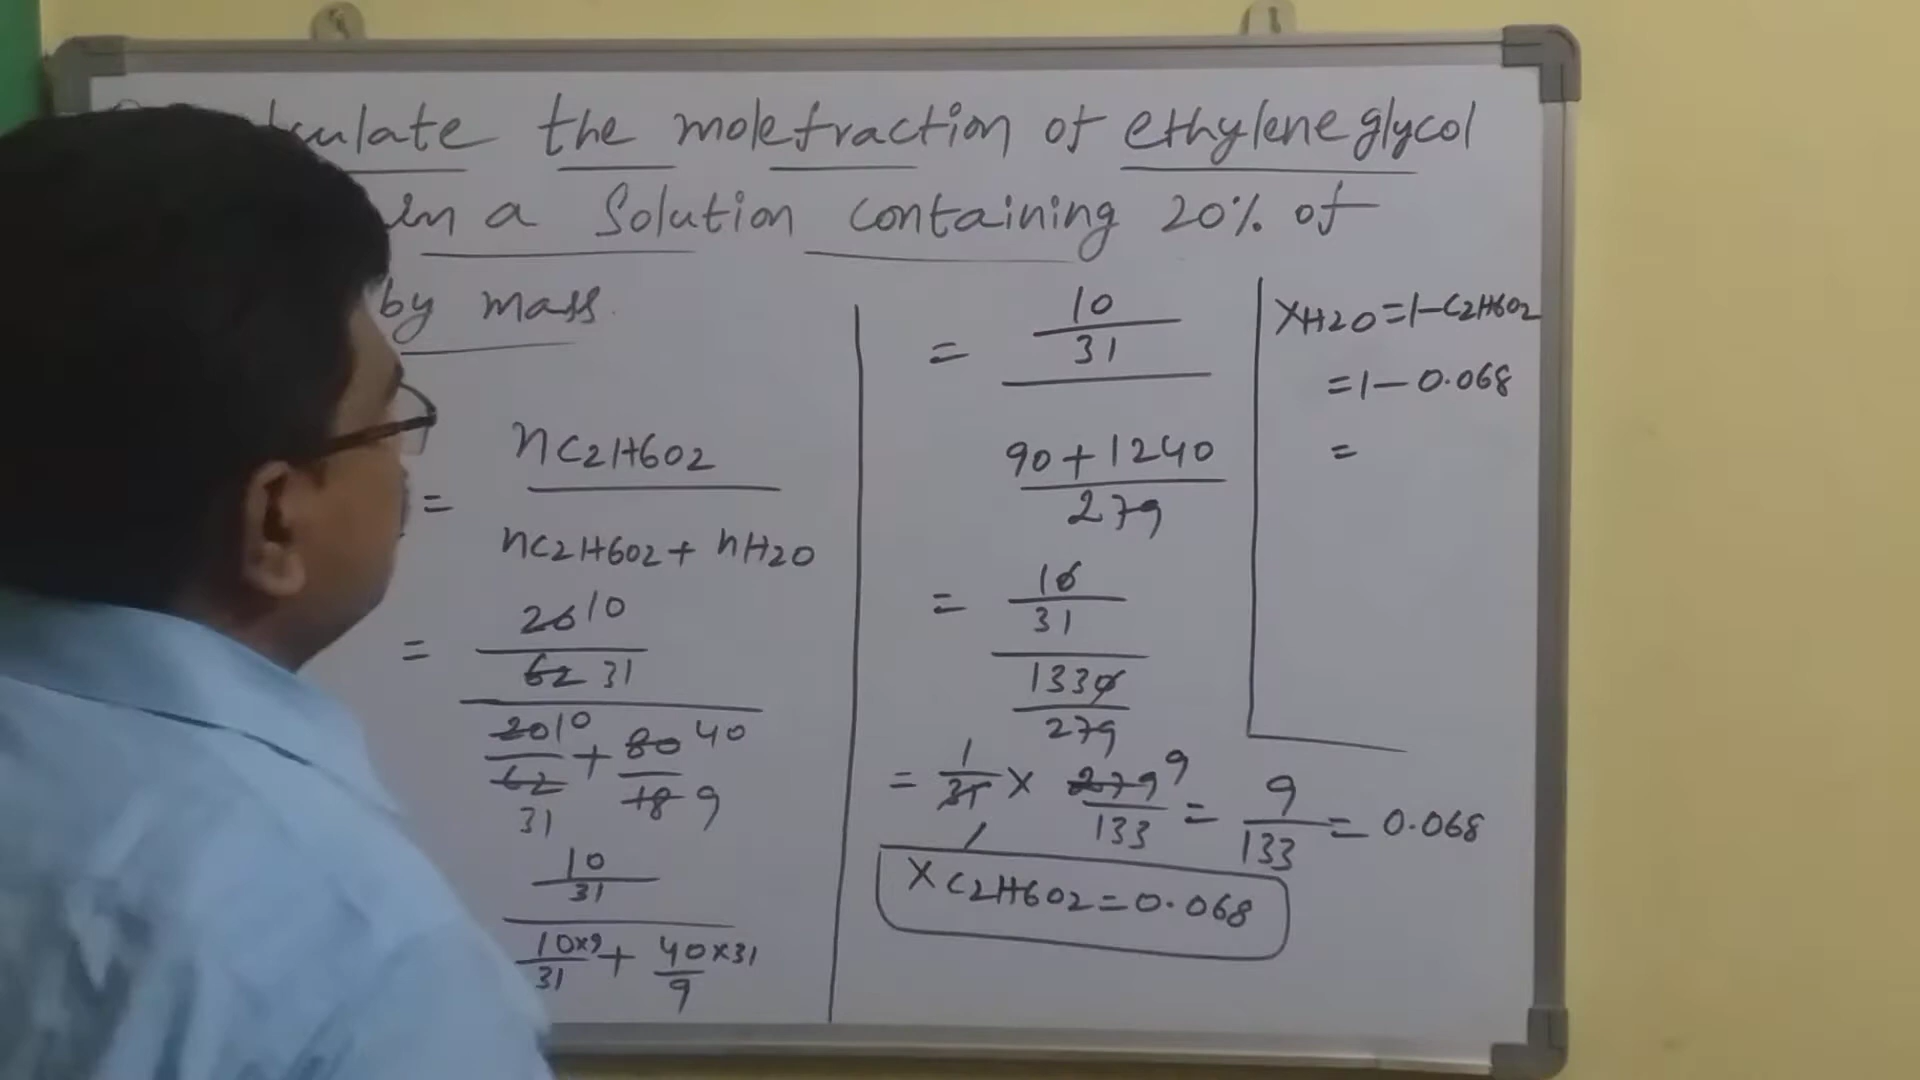 culate the molefraction of ethylene glycol
in a Solution containing 20% of
by mass.
= nC2H6O2
nC2H6O2 + nH2O
= 20 10
62 31
20 10 + 80 40
62 18 9
31
10
31
10×9 + 40×31
31 9
= 10
31
90+1240
279
= 10
31
1330
279
= 1/31 × 279 9/133 = 9/133 = 0.068
1
XC2H6O2=0.068
XH2O=1-C2H6O2
=1-0.068
=